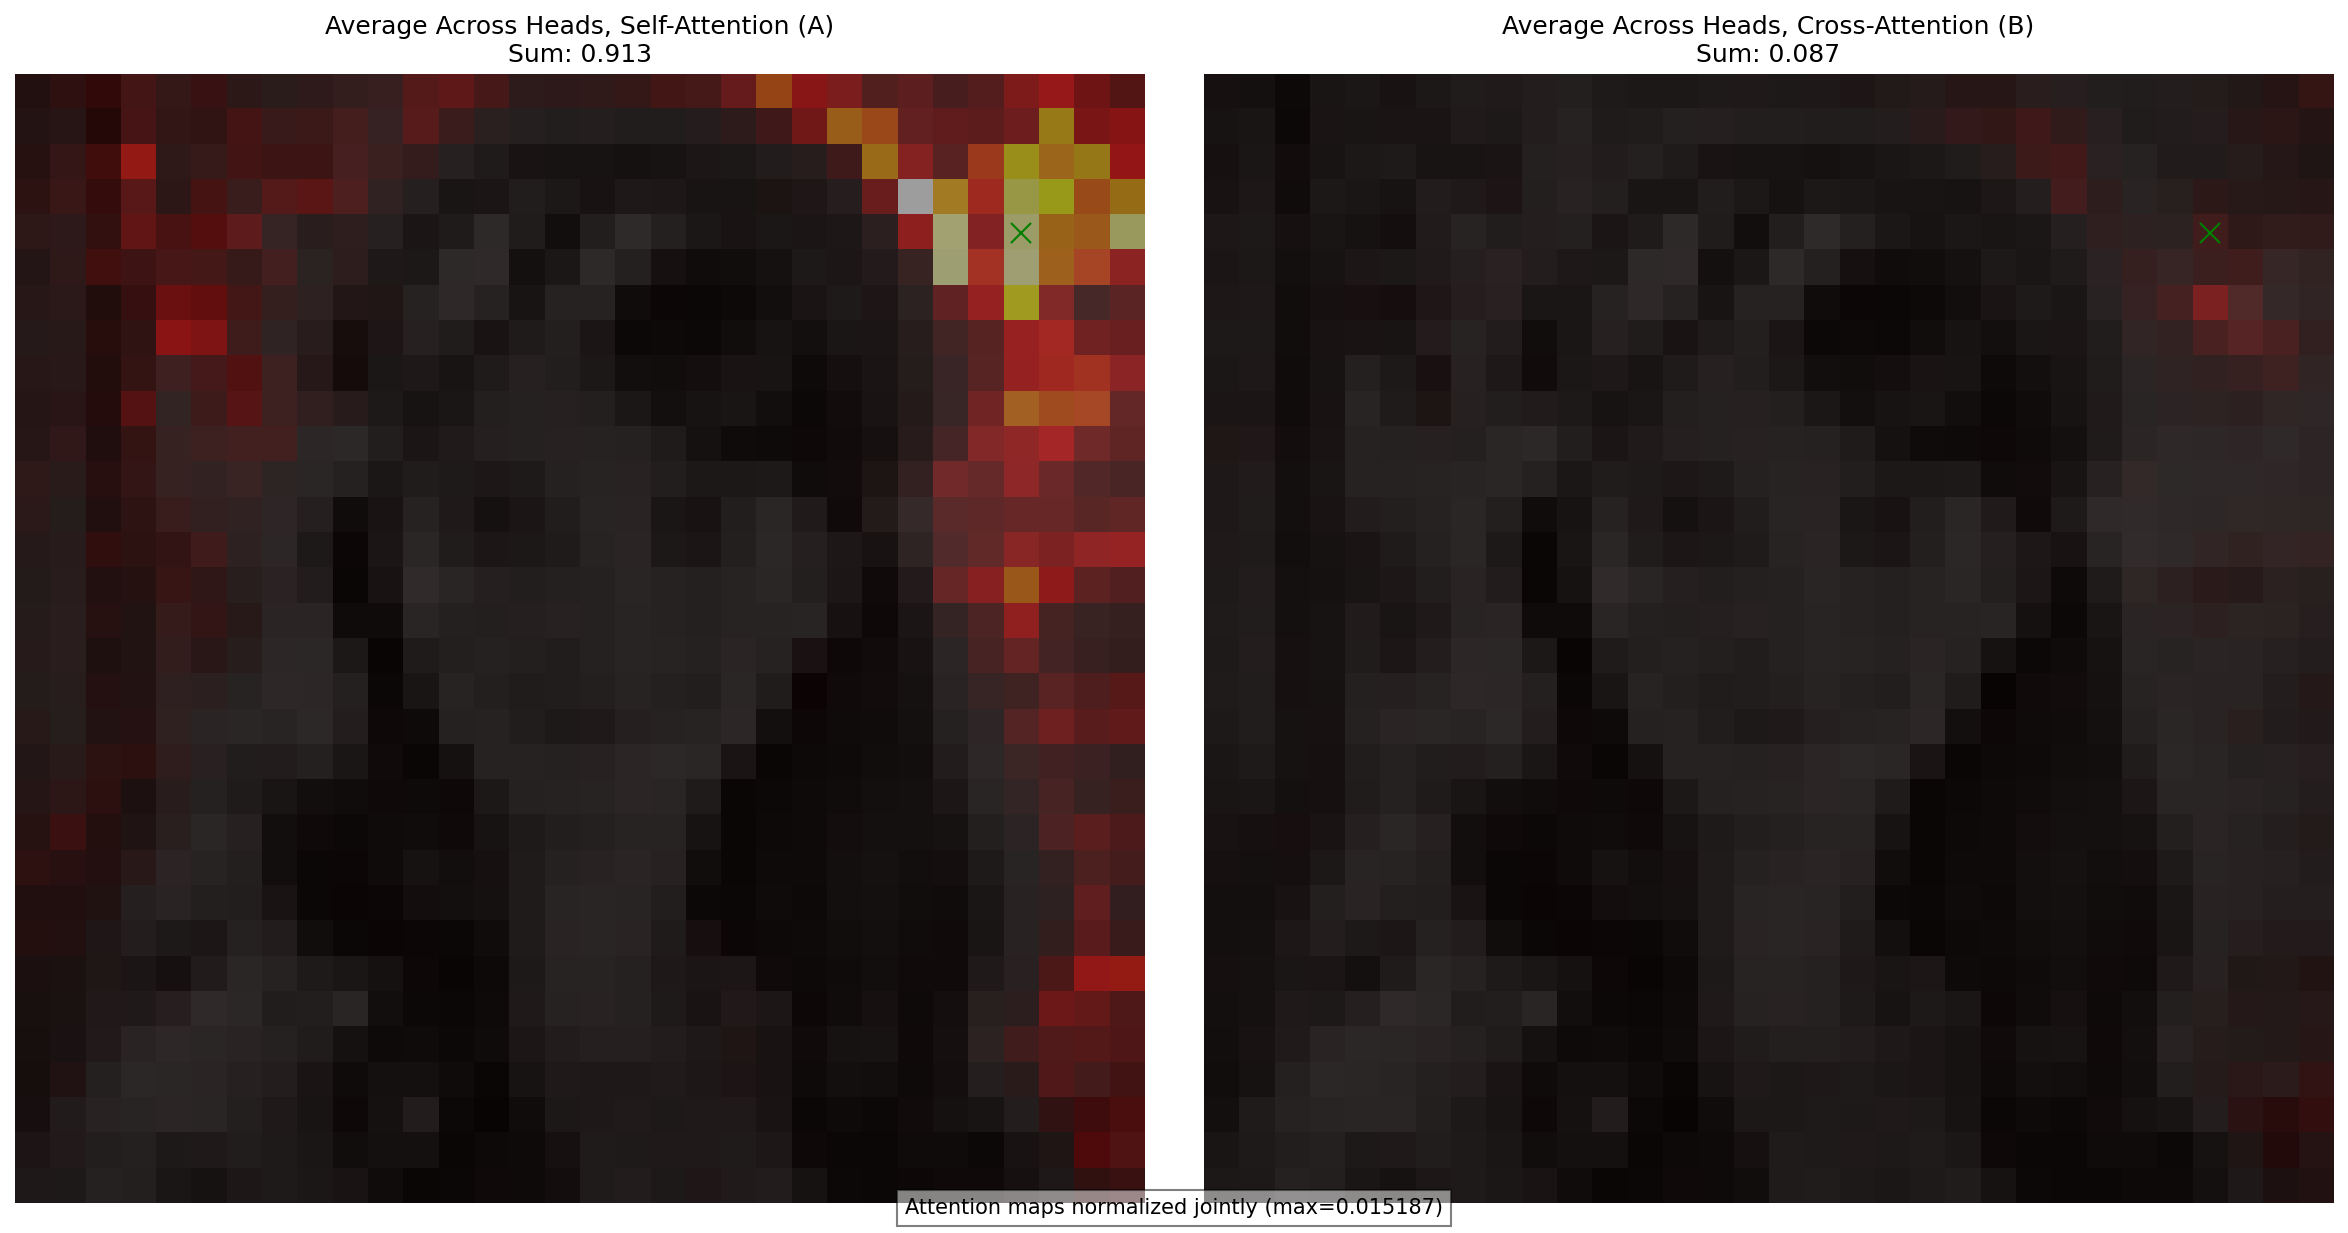 Average Across Heads, Self-Attention (A)
Sum: 0.913
Average Across Heads, Cross-Attention (B)
Sum: 0.087
Attention maps normalized jointly (max=0.015187)